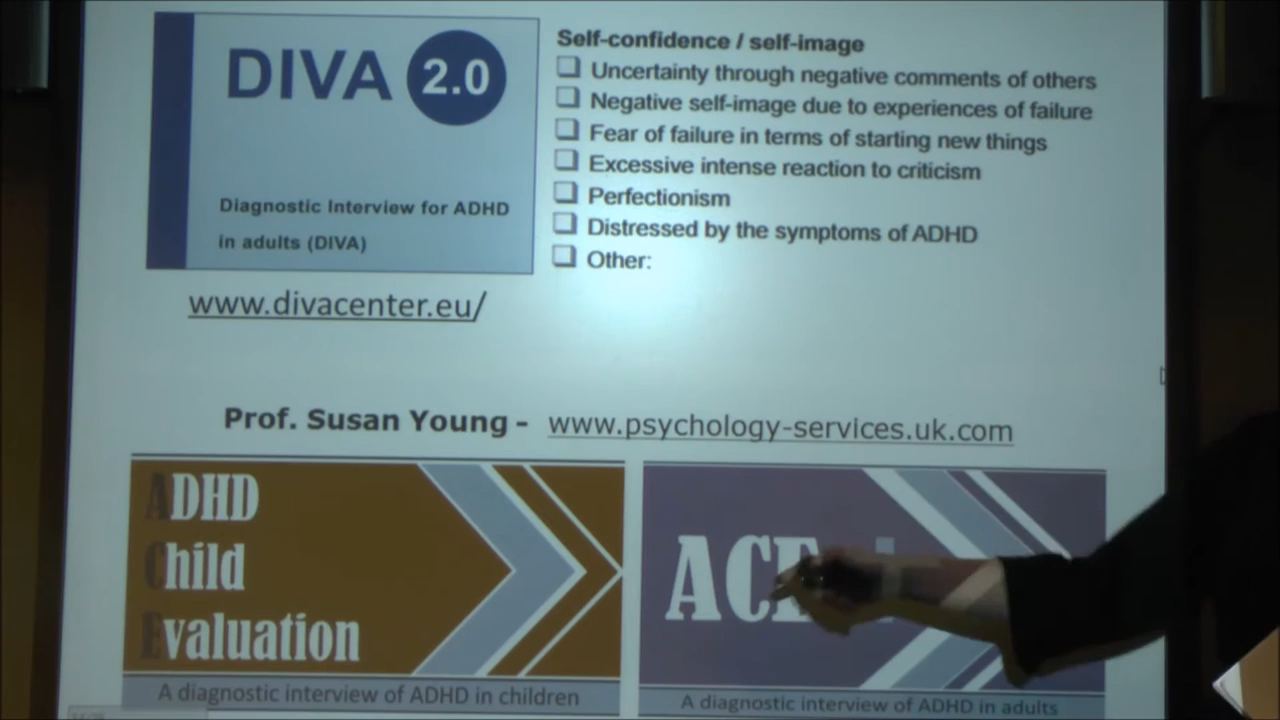 DIVA 2.0
Diagnostic Interview for ADHD
in adults (DIVA)
www.divacenter.eu/
Self-confidence / self-image
Uncertainty through negative comments of others
Negative self-image due to experiences of failure
Fear of failure in terms of starting new things
Excessive intense reaction to criticism
Perfectionism
Distressed by the symptoms of ADHD
Other:
Prof. Susan Young - www.psychology-services.uk.com
ADHD
Child
Evaluation
A diagnostic interview of ADHD in children
ACE
A diagnostic interview of ADHD in adults